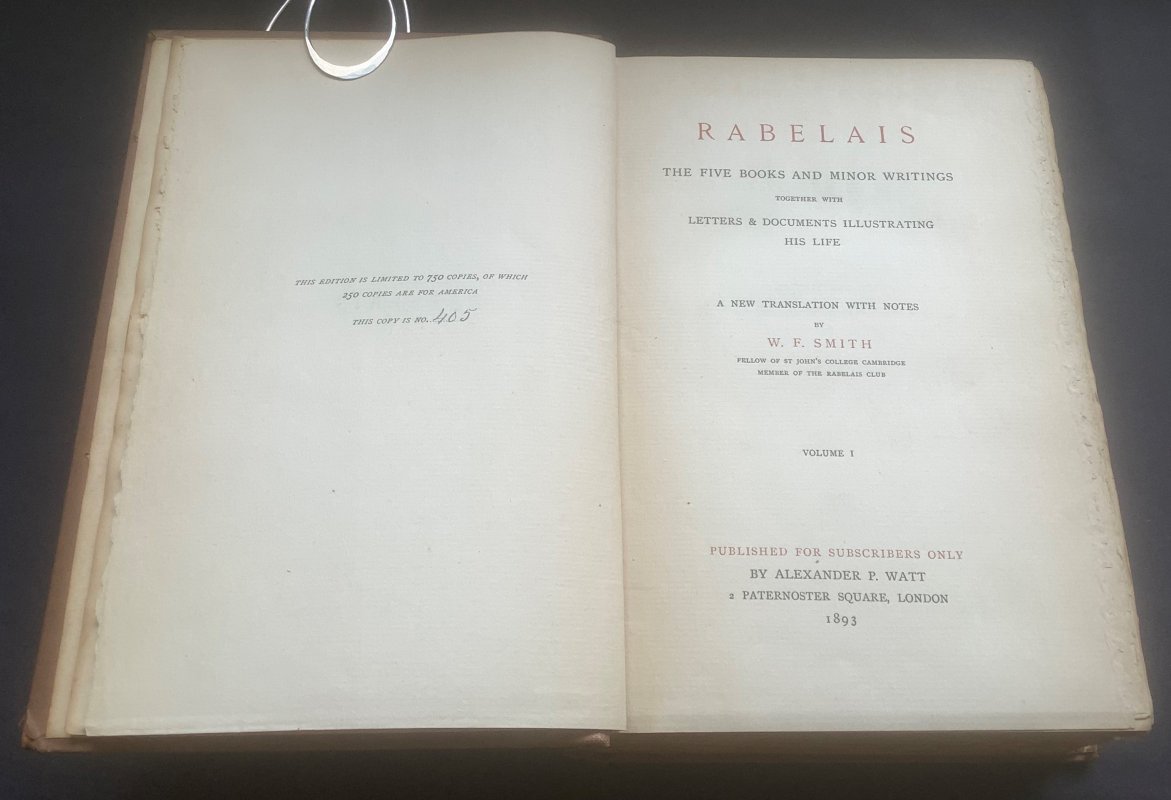 THIS EDITION IS LIMITED TO 750 COPIES, OF WHICH
250 COPIES ARE FOR AMERICA
THIS COPY IS NO. 405
RABELAIS
THE FIVE BOOKS AND MINOR WRITINGS
TOGETHER WITH
LETTERS & DOCUMENTS ILLUSTRATING
HIS LIFE
A NEW TRANSLATION WITH NOTES
BY
W. F. SMITH
FELLOW OF ST JOHN'S COLLEGE CAMBRIDGE
MEMBER OF THE RABELAIS CLUB
VOLUME I
PUBLISHED FOR SUBSCRIBERS ONLY
BY ALEXANDER P. WATT
2 PATERNOSTER SQUARE, LONDON
1893